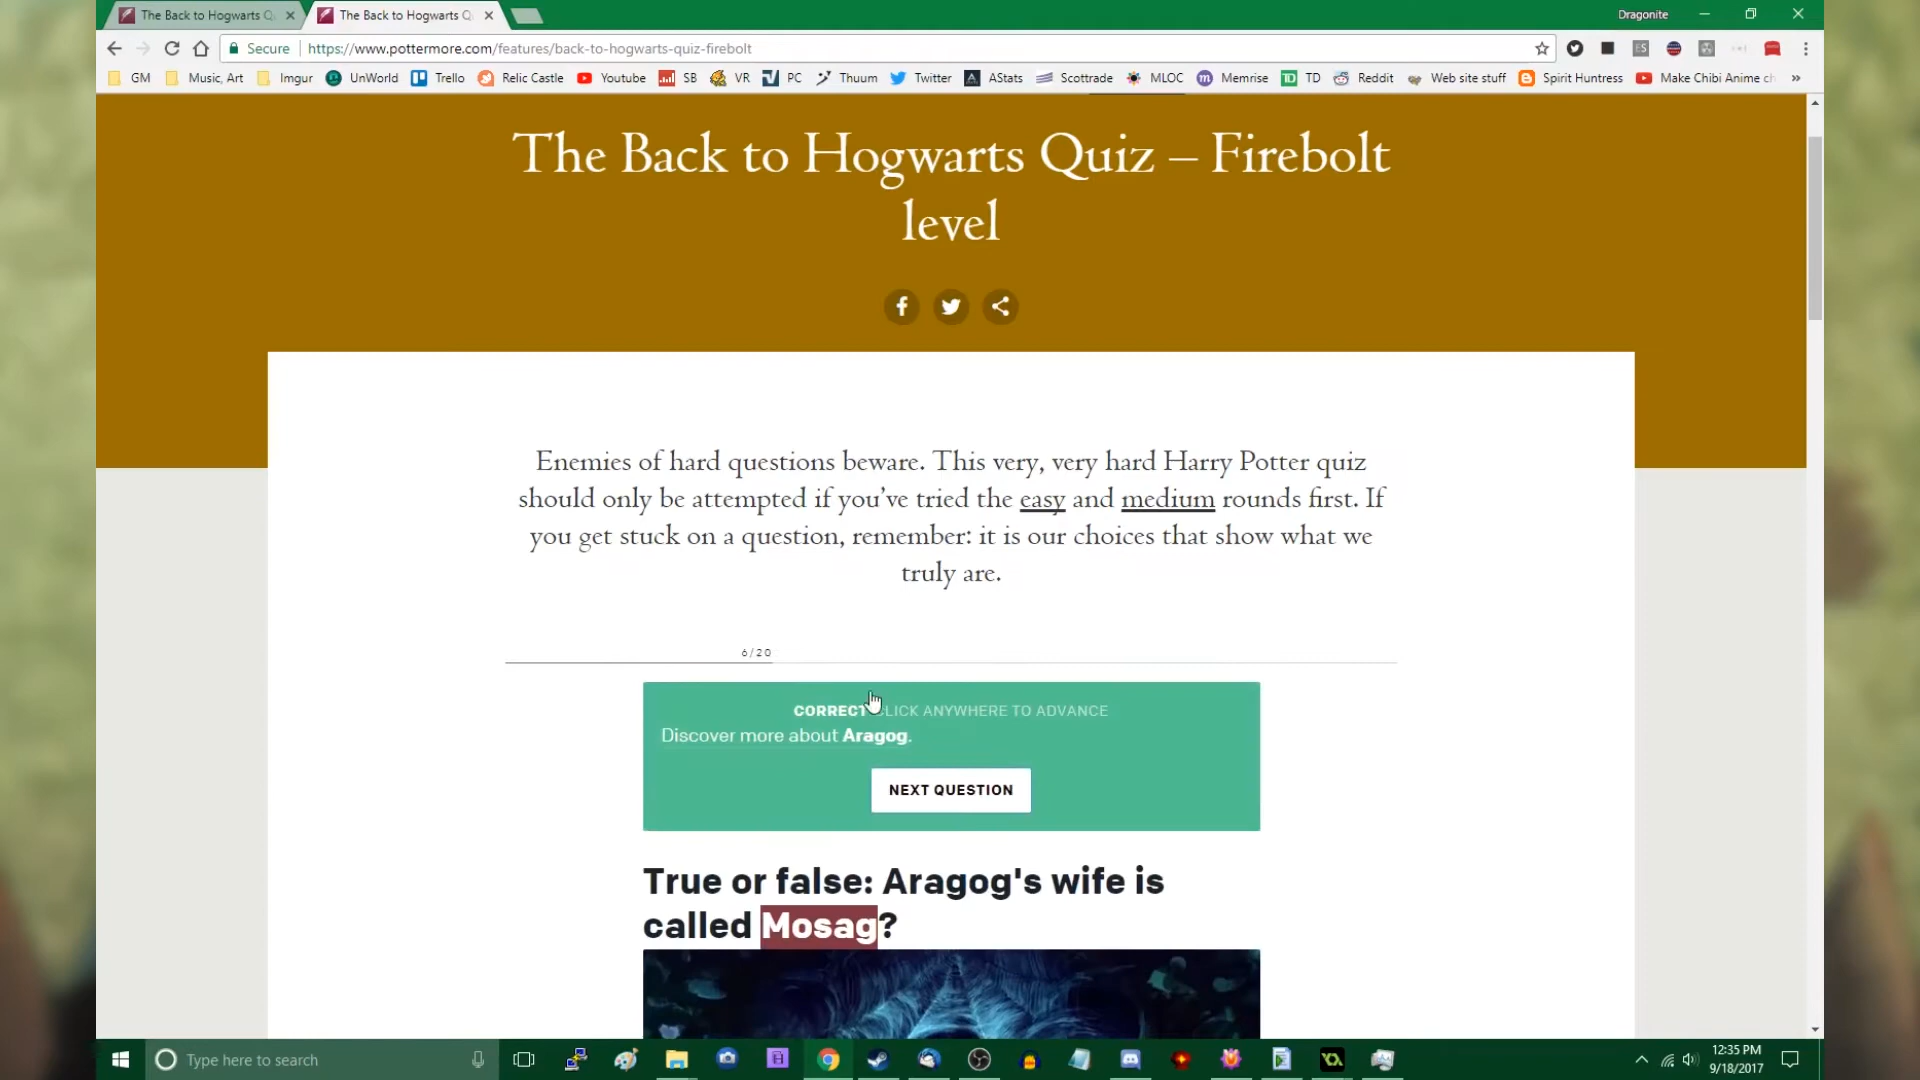 The Back to Hogwarts Q
The Back to Hogwarts Q
Dragonite
Secure
https://www.pottermore.com/features/back-to-hogwarts-quiz-firebolt
GM
Music, Art
Imgur
UnWorld
Trello
Relic Castle
Youtube
SB
VR
PC
Thuum
Twitter
AStats
Scottrade
MLOC
Memrise
TD
Reddit
Web site stuff
Spirit Huntress
Make Chibi Anime ch
The Back to Hogwarts Quiz – Firebolt
level
Enemies of hard questions beware. This very, very hard Harry Potter quiz
should only be attempted if you’ve tried the easy and medium rounds first. If
you get stuck on a question, remember: it is our choices that show what we
truly are.
6/20
CORRECT CLICK ANYWHERE TO ADVANCE
Discover more about Aragog.
NEXT QUESTION
True or false: Aragog's wife is
called Mosag?
Type here to search
12:35 PM
9/18/2017